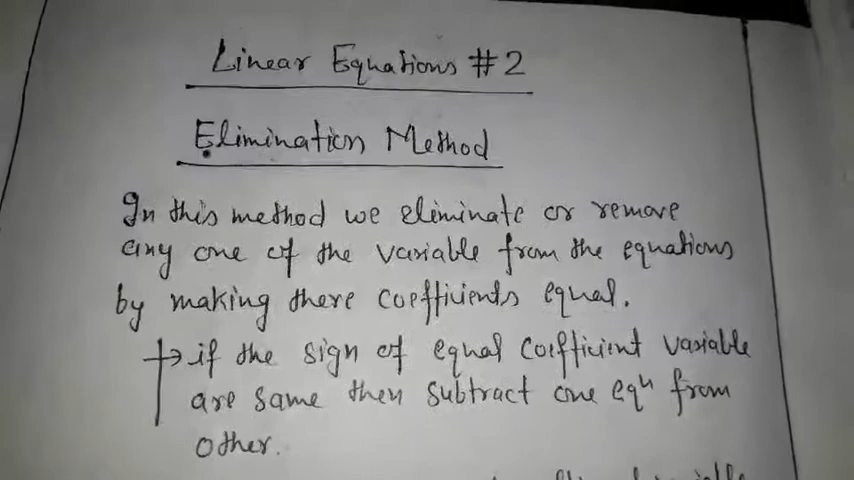 Linear Equations #2
Elimination Method
In this method we eliminate or remove
any one of the variable from the equations
by making there coefficients equal.
→ if the sign of equal coefficient variable
are same then subtract one eqⁿ from
other.